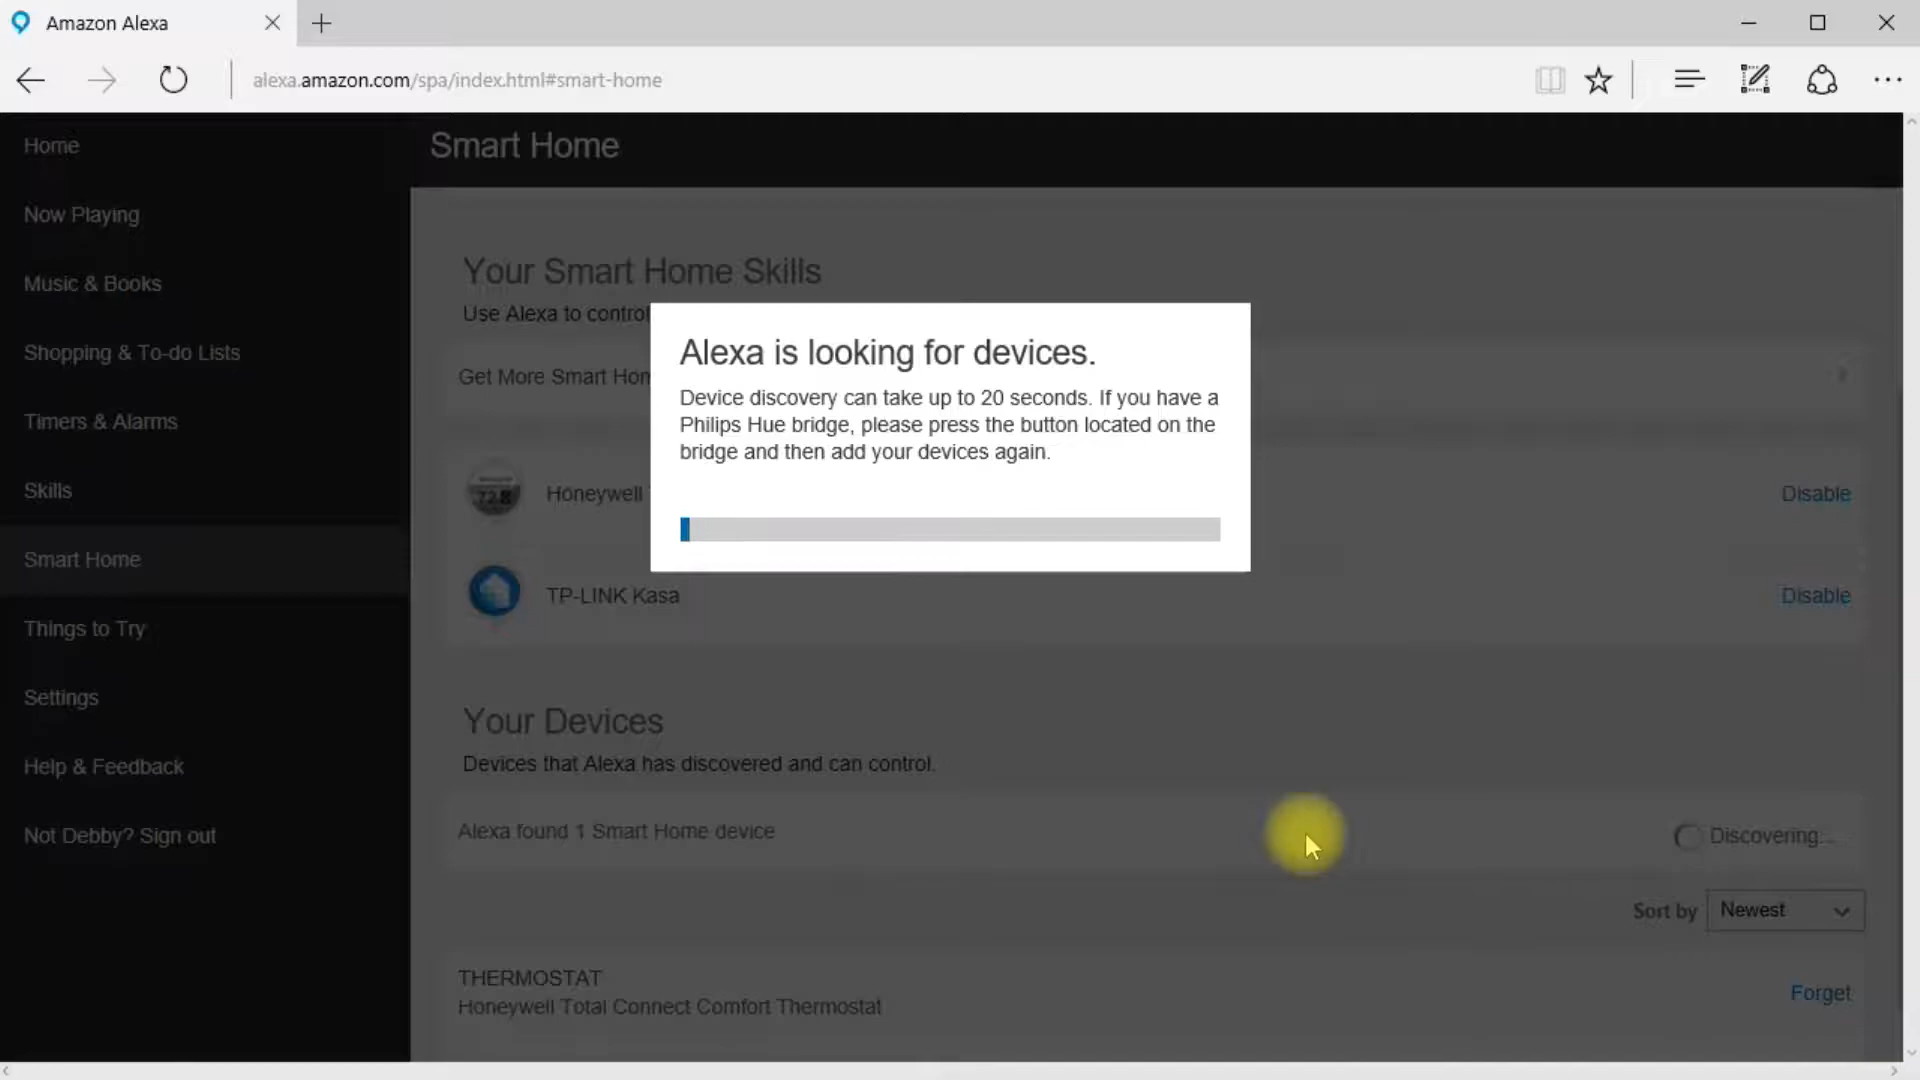 Amazon Alexa
alexa.amazon.com/spa/index.html#smart-home
Home
Now Playing
Music & Books
Shopping & To-do Lists
Timers & Alarms
Skills
Smart Home
Things to Try
Settings
Help & Feedback
Not Debby? Sign out
Smart Home
Your Smart Home Skills
Use Alexa to control
Get More Smart Hom
Alexa is looking for devices.
Device discovery can take up to 20 seconds. If you have a
Philips Hue bridge, please press the button located on the
bridge and then add your devices again.
72.8
Honeywell
Disable
TP-LINK Kasa
Disable
Your Devices
Devices that Alexa has discovered and can control.
Alexa found 1 Smart Home device
Discovering...
Sort by
Newest
THERMOSTAT
Honeywell Total Connect Comfort Thermostat
Forget